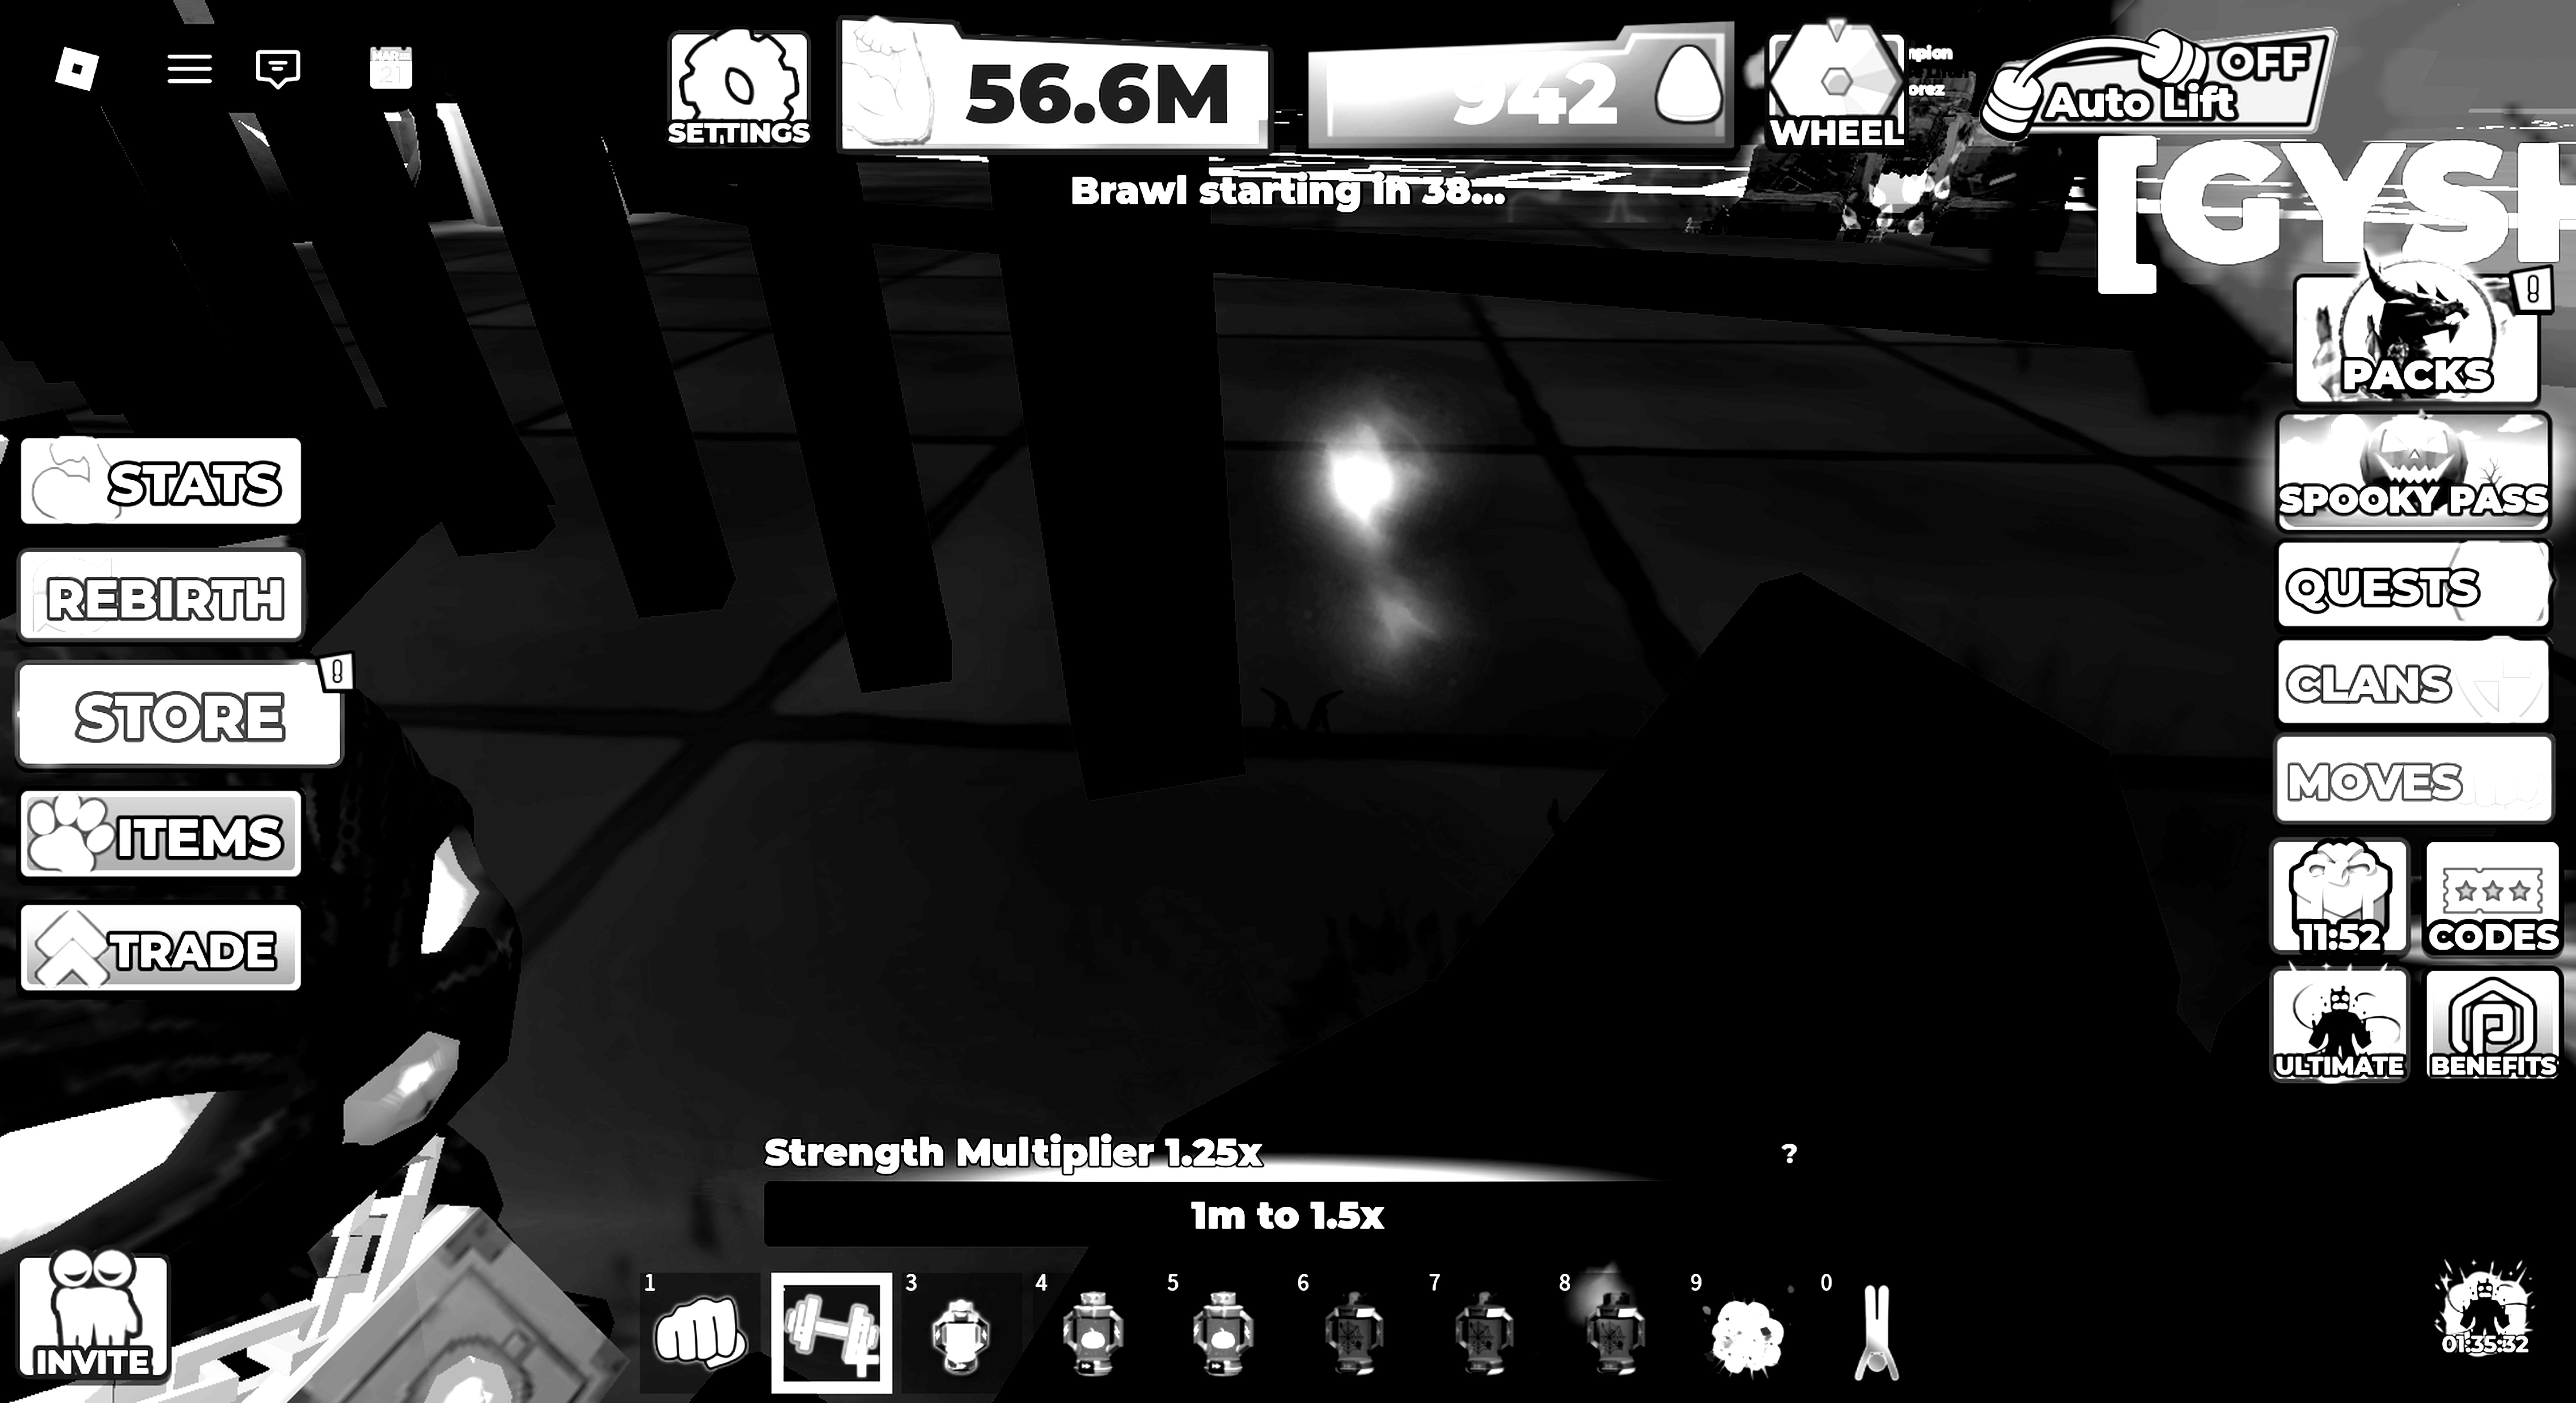 SETTINGS
56.6M
942
WHEEL
OFF
Auto Lift
Brawl starting in 38...
[GYSH
PACKS
SPOOKY PASS
QUESTS
CLANS
MOVES
11:52
CODES
ULTIMATE
BENEFITS
STATS
REBIRTH
STORE
ITEMS
TRADE
INVITE
Strength Multiplier 1.25x
?
1m to 1.5x
1
3
4
5
6
7
8
9
0
01:35:32
21